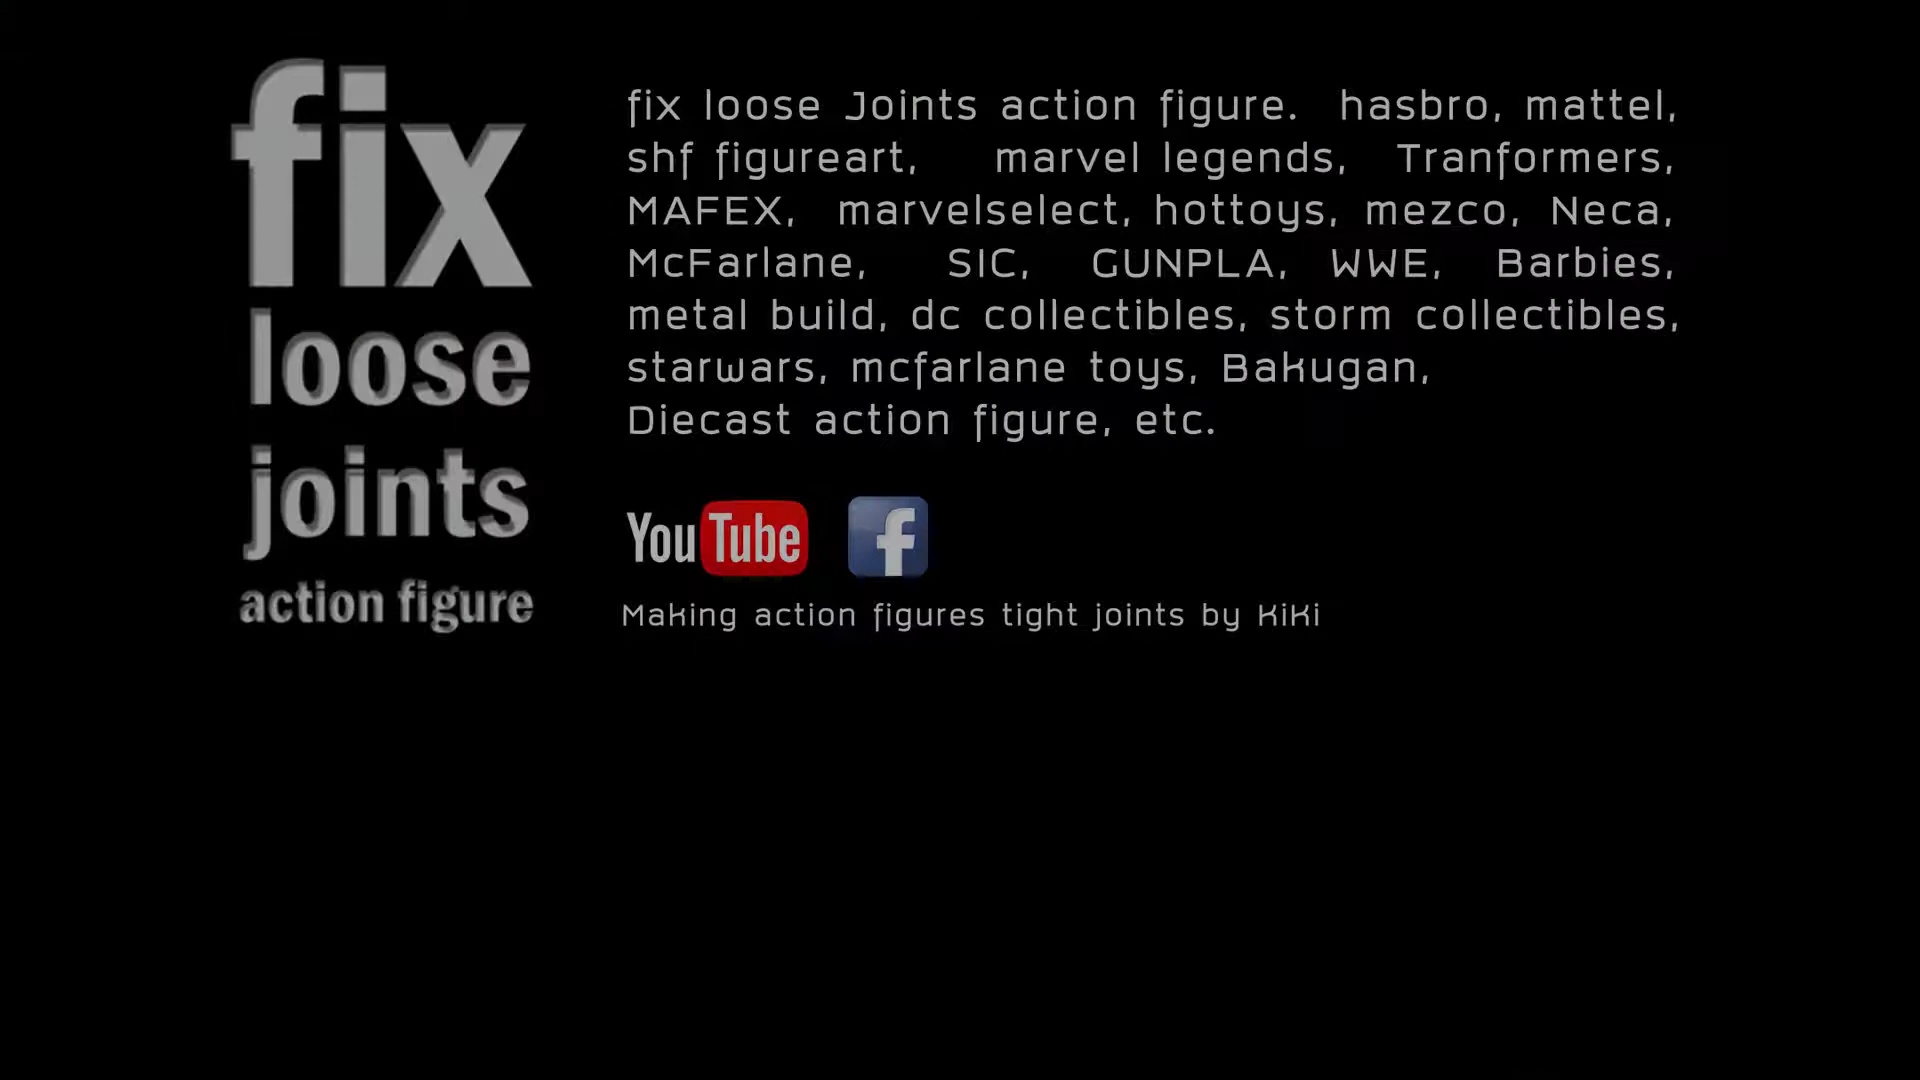 fix
loose
joints
action figure
fix loose Joints action figure. hasbro, mattel,
shf figureart, marvel legends, Tranformers,
MAFEX, marvelselect, hottoys, mezco, Neca,
McFarlane, SIC, GUNPLA, WWE, Barbies,
metal build, dc collectibles, storm collectibles,
starwars, mcfarlane toys, Bakugan,
Diecast action figure, etc.
YouTube f
Making action figures tight joints by KiKi